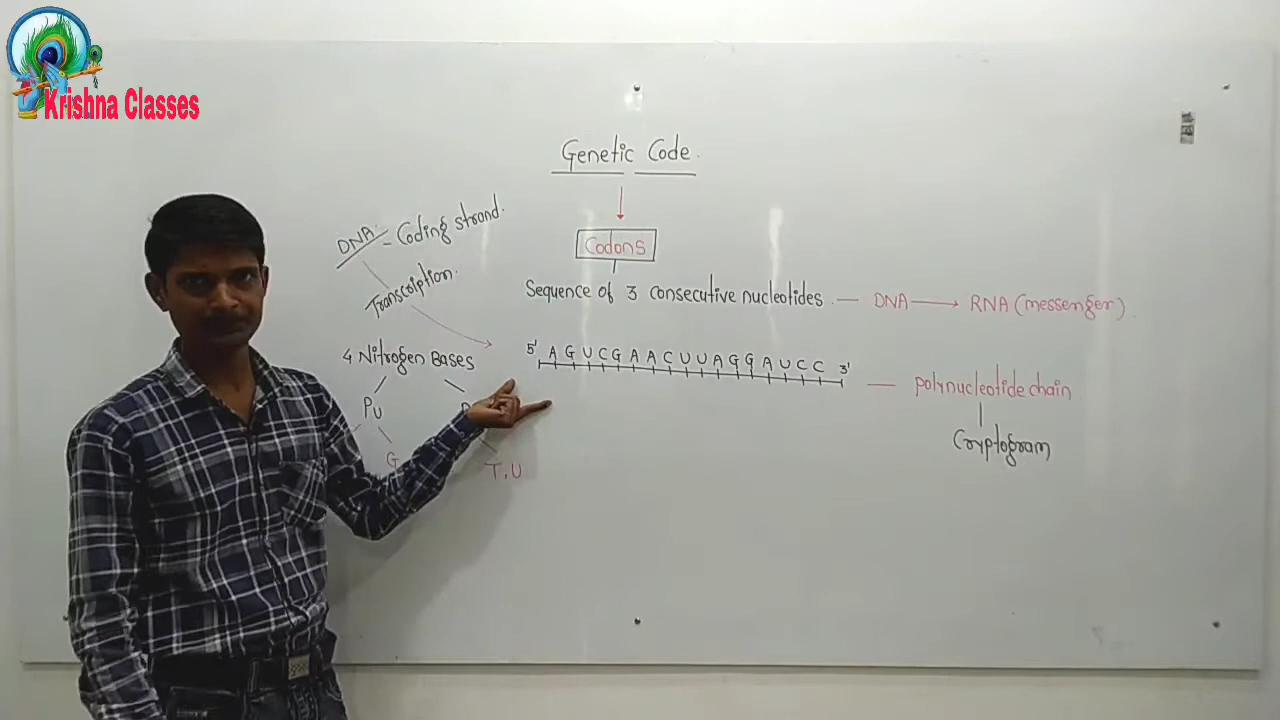 Krishna Classes
Genetic Code.
DNA - Coding strand.
Codons
Transcription.
Sequence of 3 consecutive nucleotides. — DNA → RNA (messenger).
5' A G U C G A A C U U A G G A U C C 3' — polynucleotide chain
4 Nitrogen Bases
Pu
Cryptogram
G
T, U